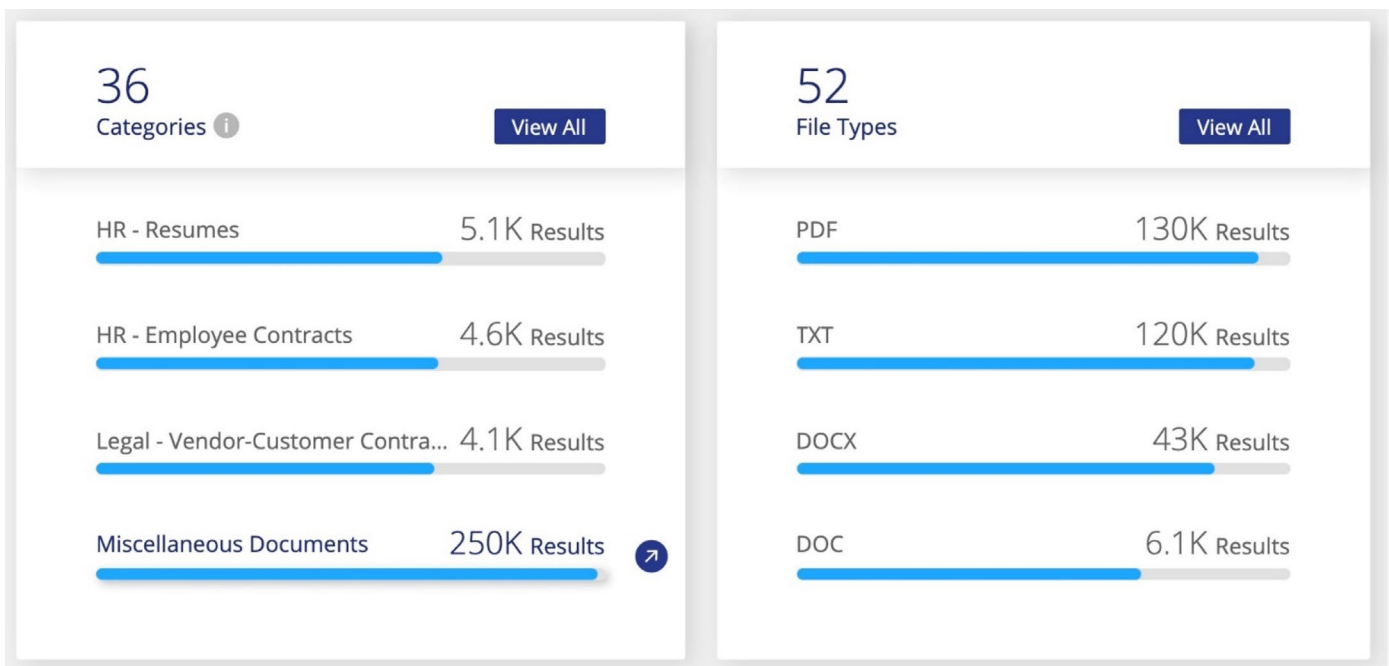 36
Categories i
View All
HR - Resumes 5.1K Results
HR - Employee Contracts 4.6K Results
Legal - Vendor-Customer Contra... 4.1K Results
Miscellaneous Documents 250K Results
52
File Types
View All
PDF 130K Results
TXT 120K Results
DOCX 43K Results
DOC 6.1K Results